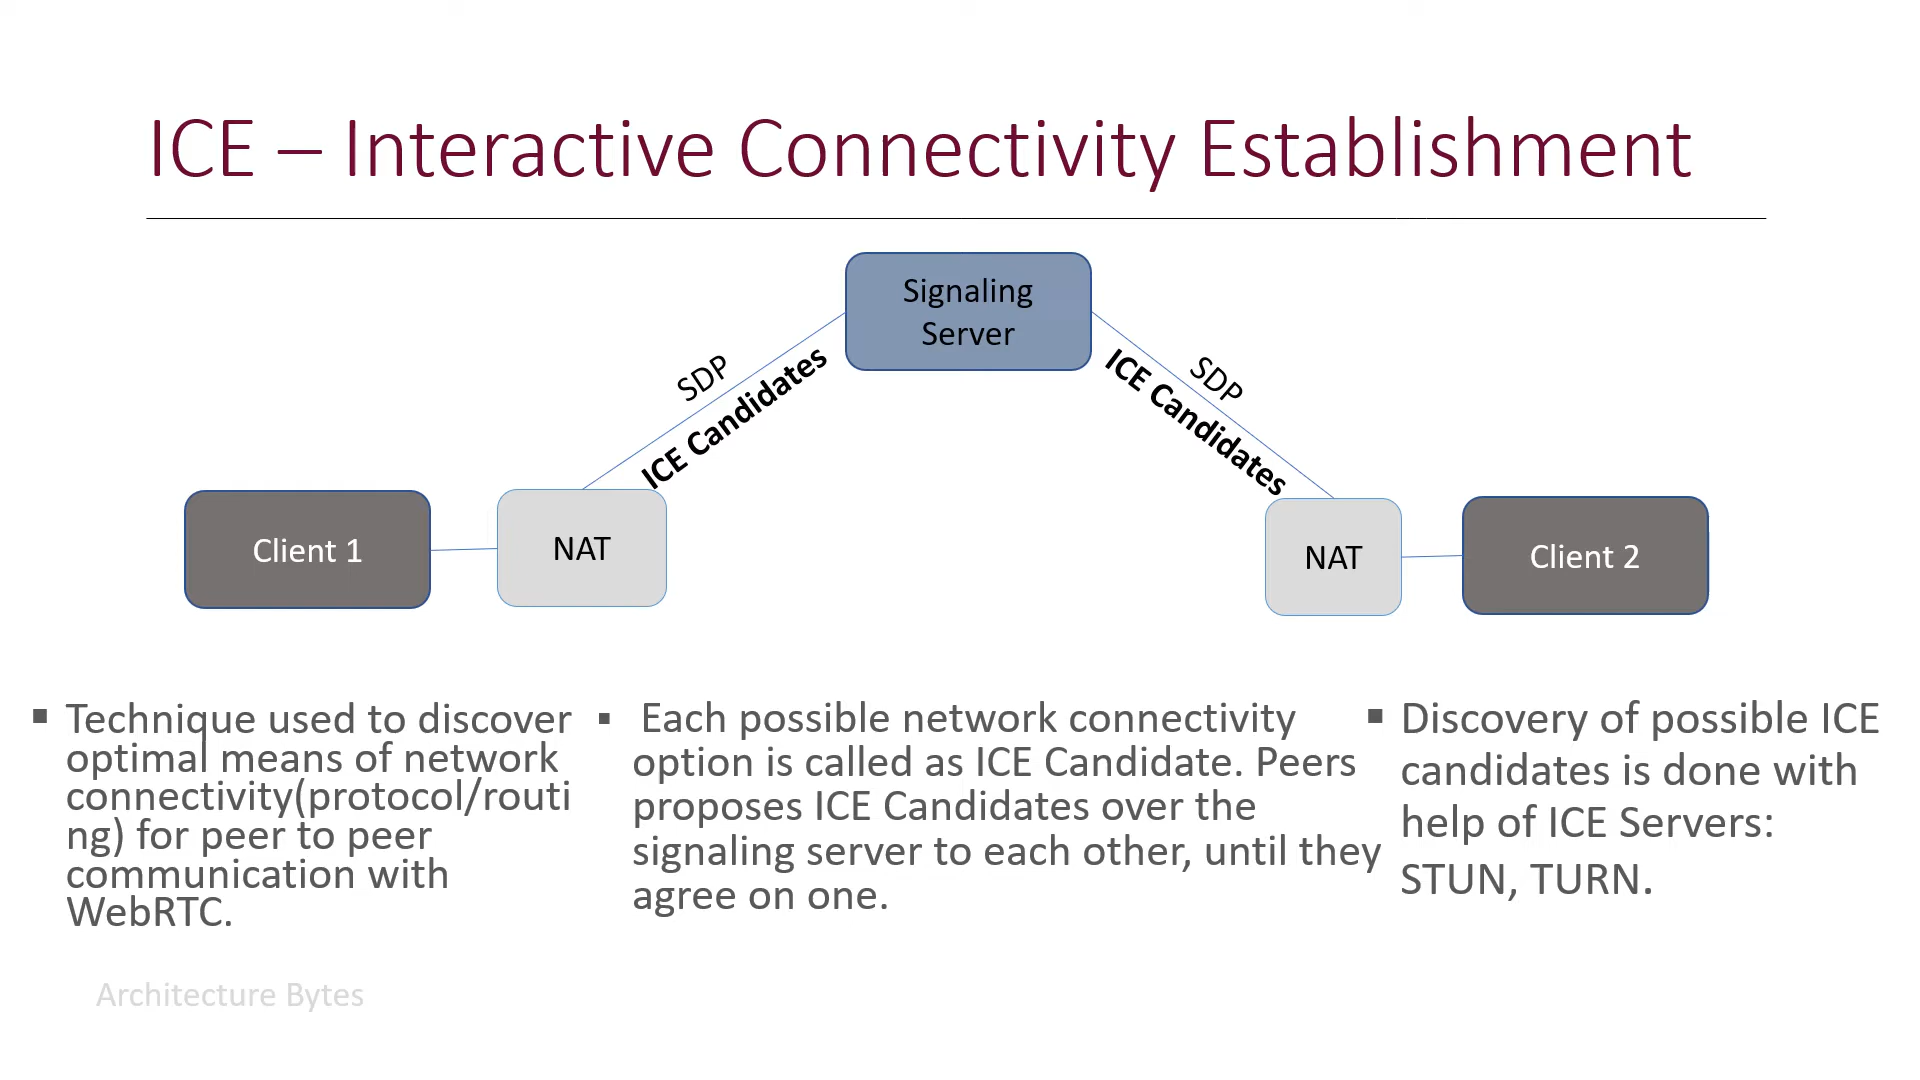 ICE – Interactive Connectivity Establishment
Signaling
Server
SDP
ICE Candidates
SDP
ICE Candidates
Client 1
NAT
NAT
Client 2
▪ Technique used to discover
optimal means of network
connectivity(protocol/routi
ng) for peer to peer
communication with
WebRTC.
▪ Each possible network connectivity
option is called as ICE Candidate. Peers
proposes ICE Candidates over the
signaling server to each other, until they
agree on one.
▪ Discovery of possible ICE
candidates is done with
help of ICE Servers:
STUN, TURN.
Architecture Bytes